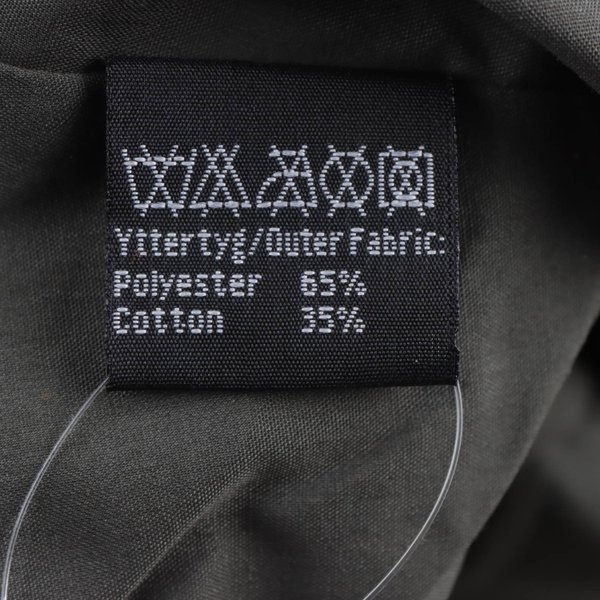 Yttertyg/Outer Fabric:
Polyester 65%
Cotton 35%